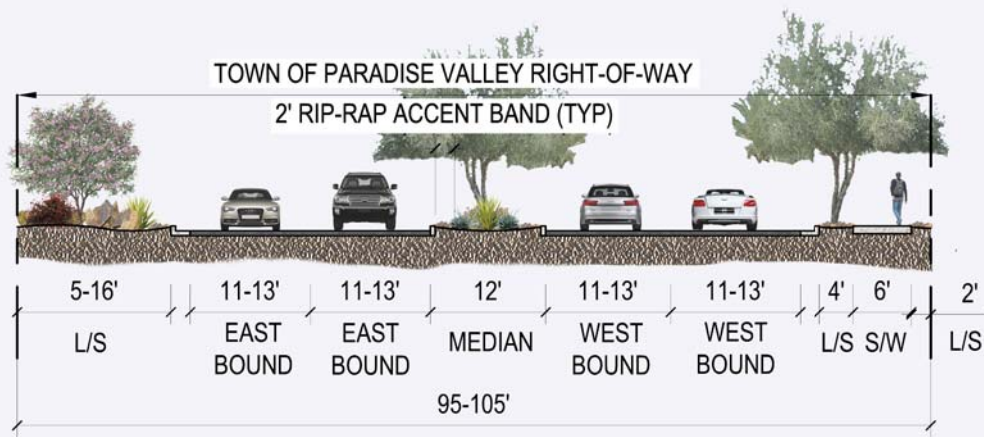 TOWN OF PARADISE VALLEY RIGHT-OF-WAY
2' RIP-RAP ACCENT BAND (TYP)
5-16' 11-13' 11-13' 12' 11-13' 11-13' 4' 6' 2'
L/S EAST BOUND EAST BOUND MEDIAN WEST BOUND WEST BOUND L/S S/W L/S
95-105'